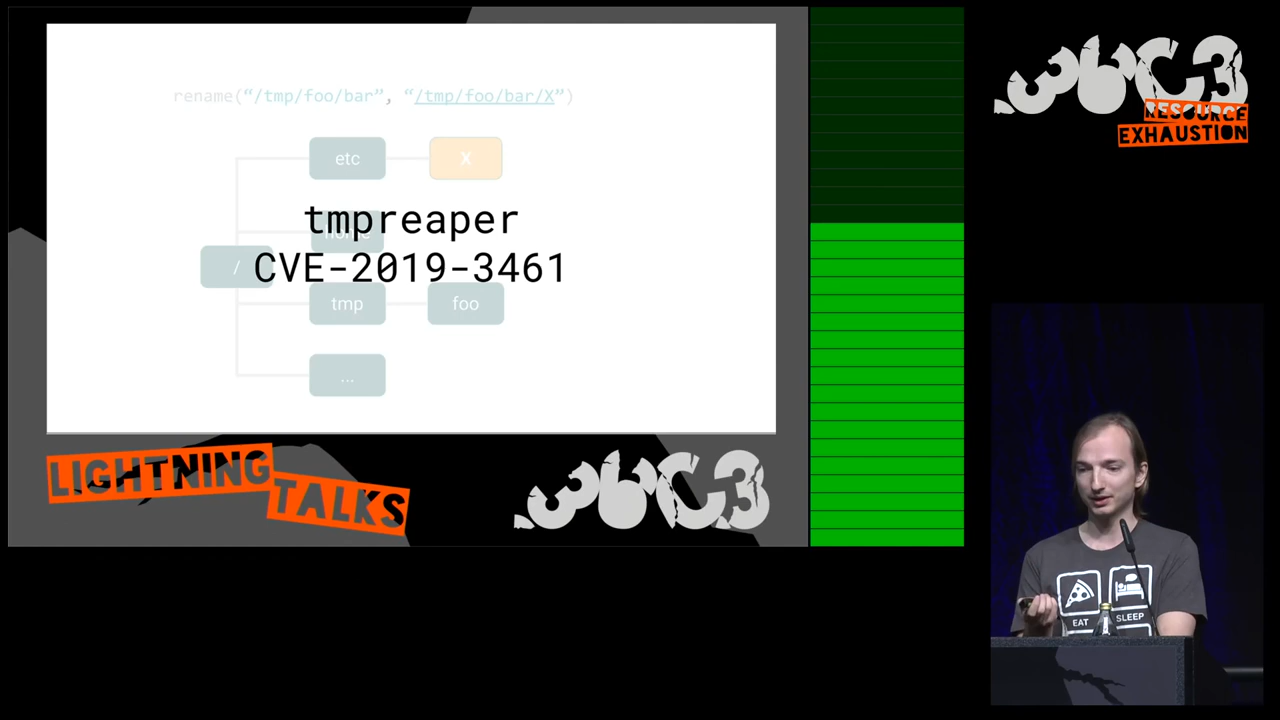 rename(“/tmp/foo/bar”, “/tmp/foo/bar/X”)
etc X
home
tmpreaper
/
CVE-2019-3461
tmp foo
...
LIGHTNING
TALKS
36C3
36C3
RESOURCE
EXHAUSTION
EAT SLEEP